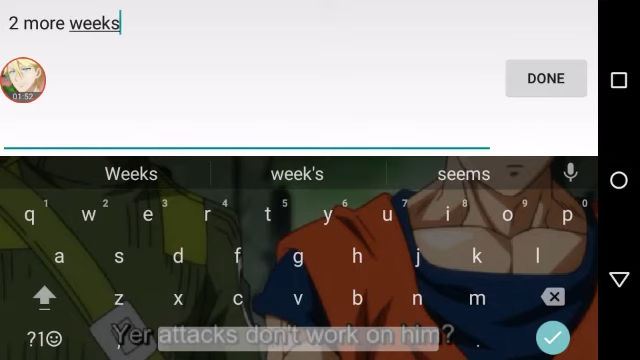 2 more weeks
01:52
DONE
Weeks week's seems
1 2 3 4 5 6 7 8 9 0
q w e r t y u i o p
a s d f g h j k l
z x c v b n m
?1☺ , .
Yer attacks don't work on him?